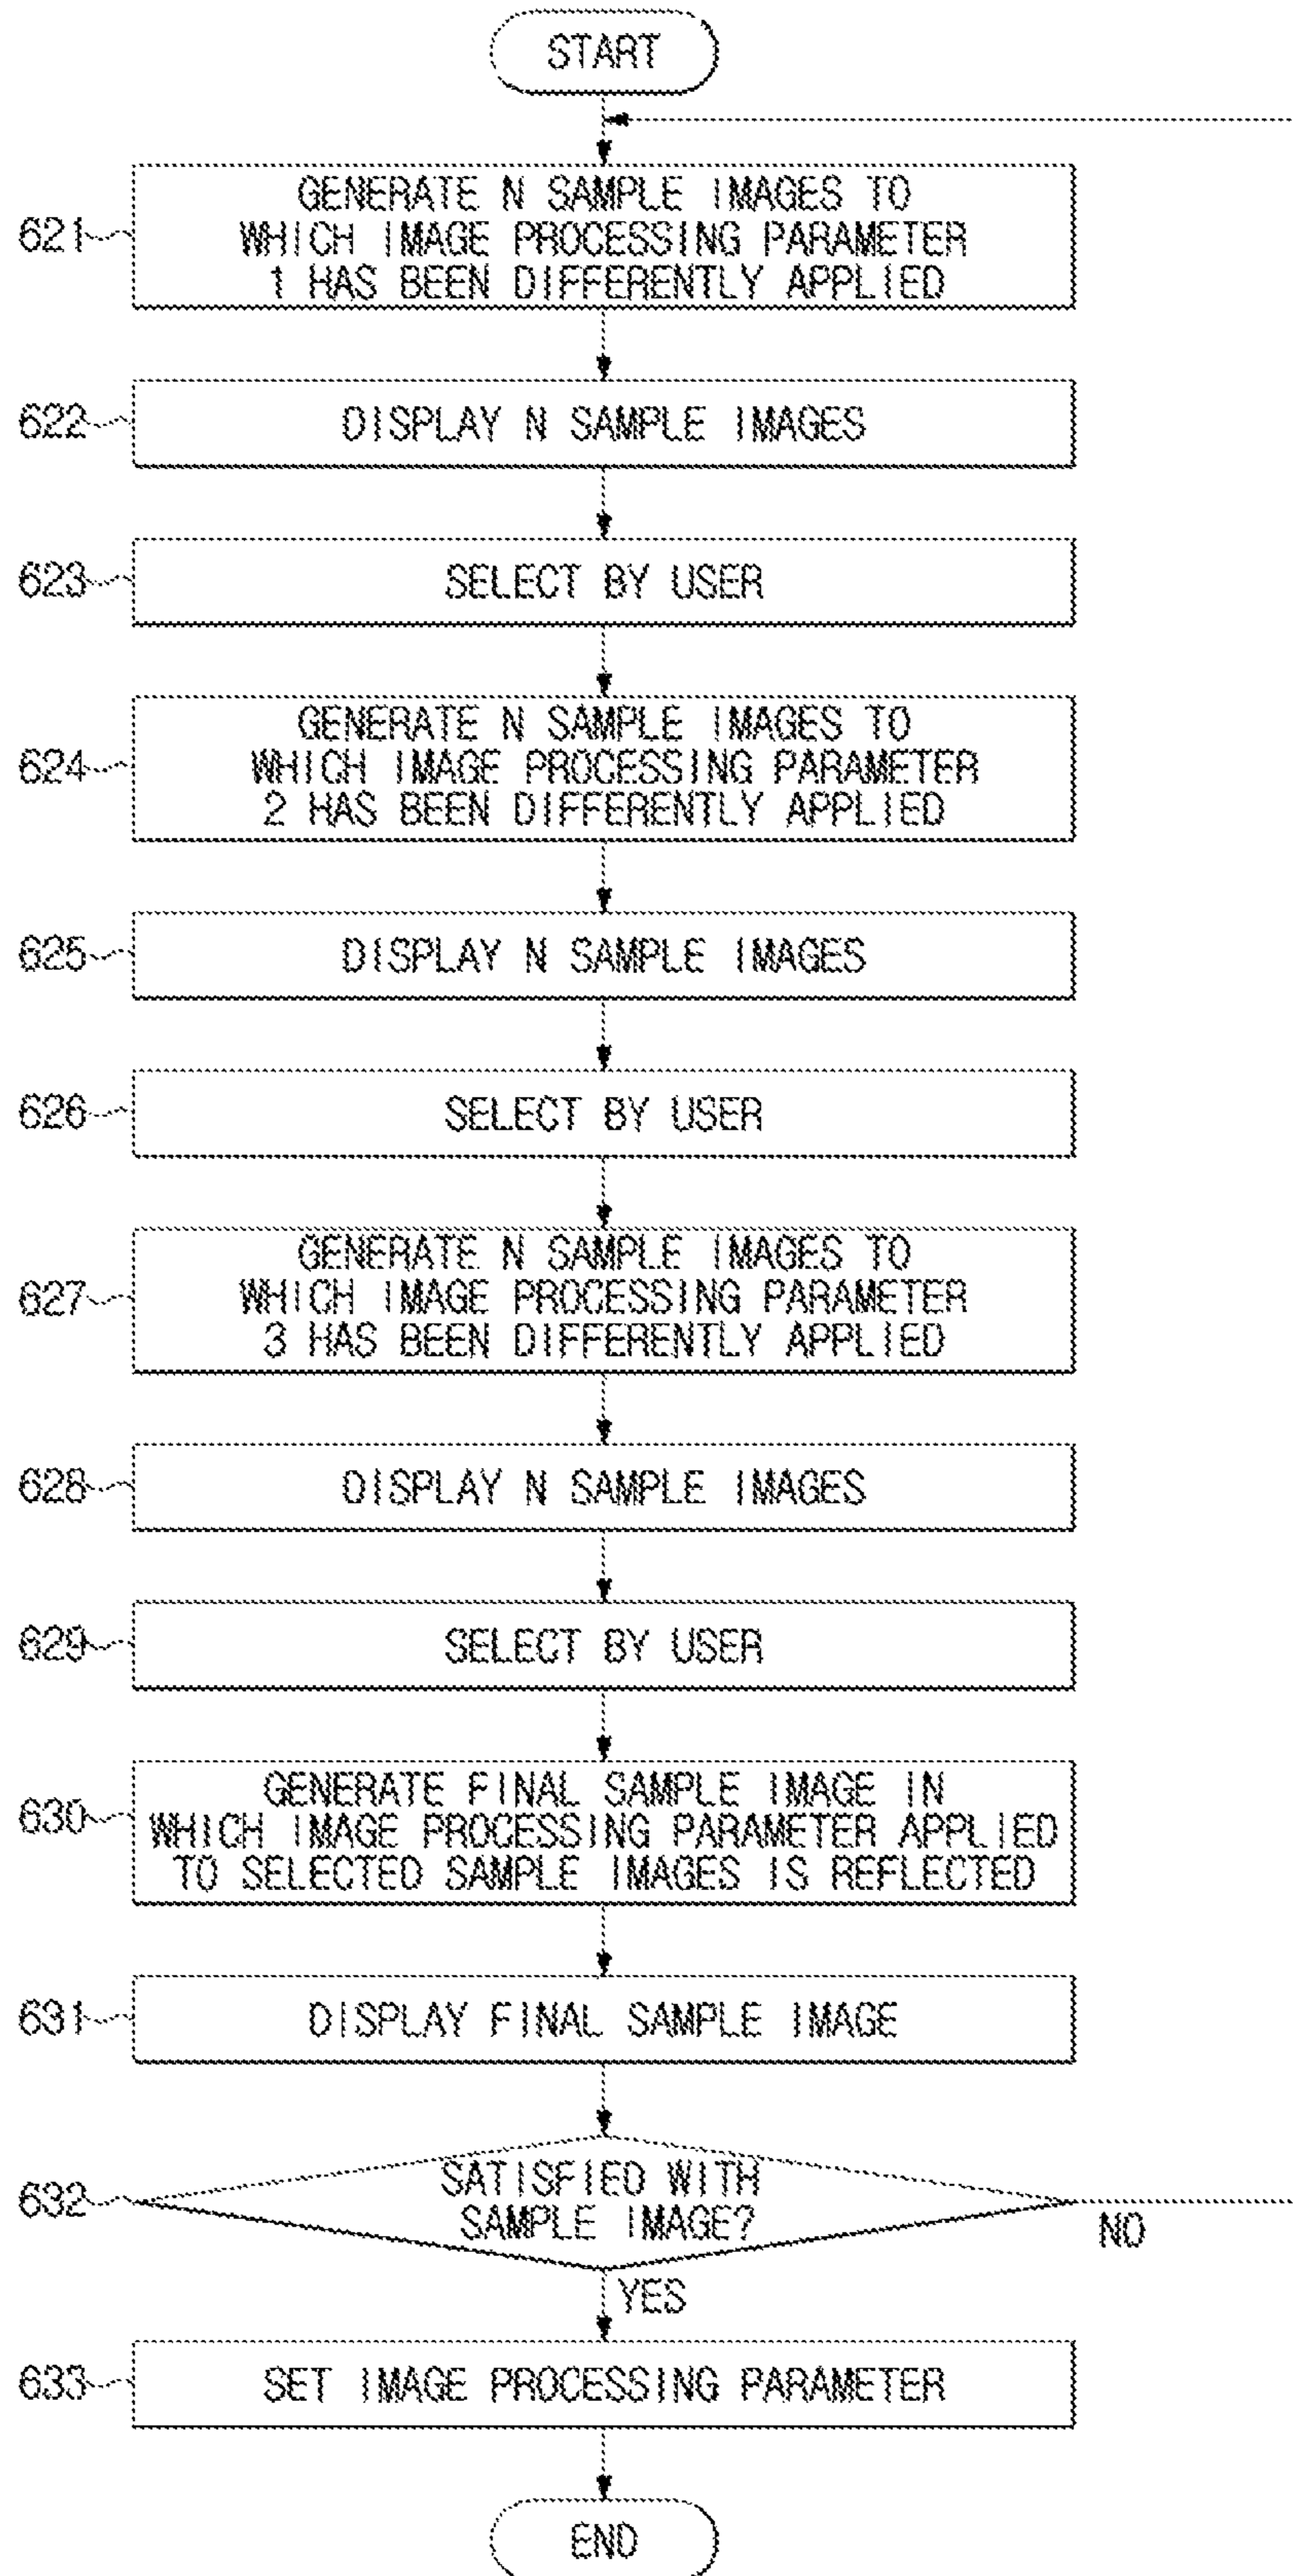 START
621
GENERATE N SAMPLE IMAGES TO
WHICH IMAGE PROCESSING PARAMETER
1 HAS BEEN DIFFERENTLY APPLIED
622
DISPLAY N SAMPLE IMAGES
623
SELECT BY USER
624
GENERATE N SAMPLE IMAGES TO
WHICH IMAGE PROCESSING PARAMETER
2 HAS BEEN DIFFERENTLY APPLIED
625
DISPLAY N SAMPLE IMAGES
626
SELECT BY USER
627
GENERATE N SAMPLE IMAGES TO
WHICH IMAGE PROCESSING PARAMETER
3 HAS BEEN DIFFERENTLY APPLIED
628
DISPLAY N SAMPLE IMAGES
629
SELECT BY USER
630
GENERATE FINAL SAMPLE IMAGE IN
WHICH IMAGE PROCESSING PARAMETER APPLIED
TO SELECTED SAMPLE IMAGES IS REFLECTED
631
DISPLAY FINAL SAMPLE IMAGE
632
SATISFIED WITH
SAMPLE IMAGE?
NO
YES
633
SET IMAGE PROCESSING PARAMETER
END